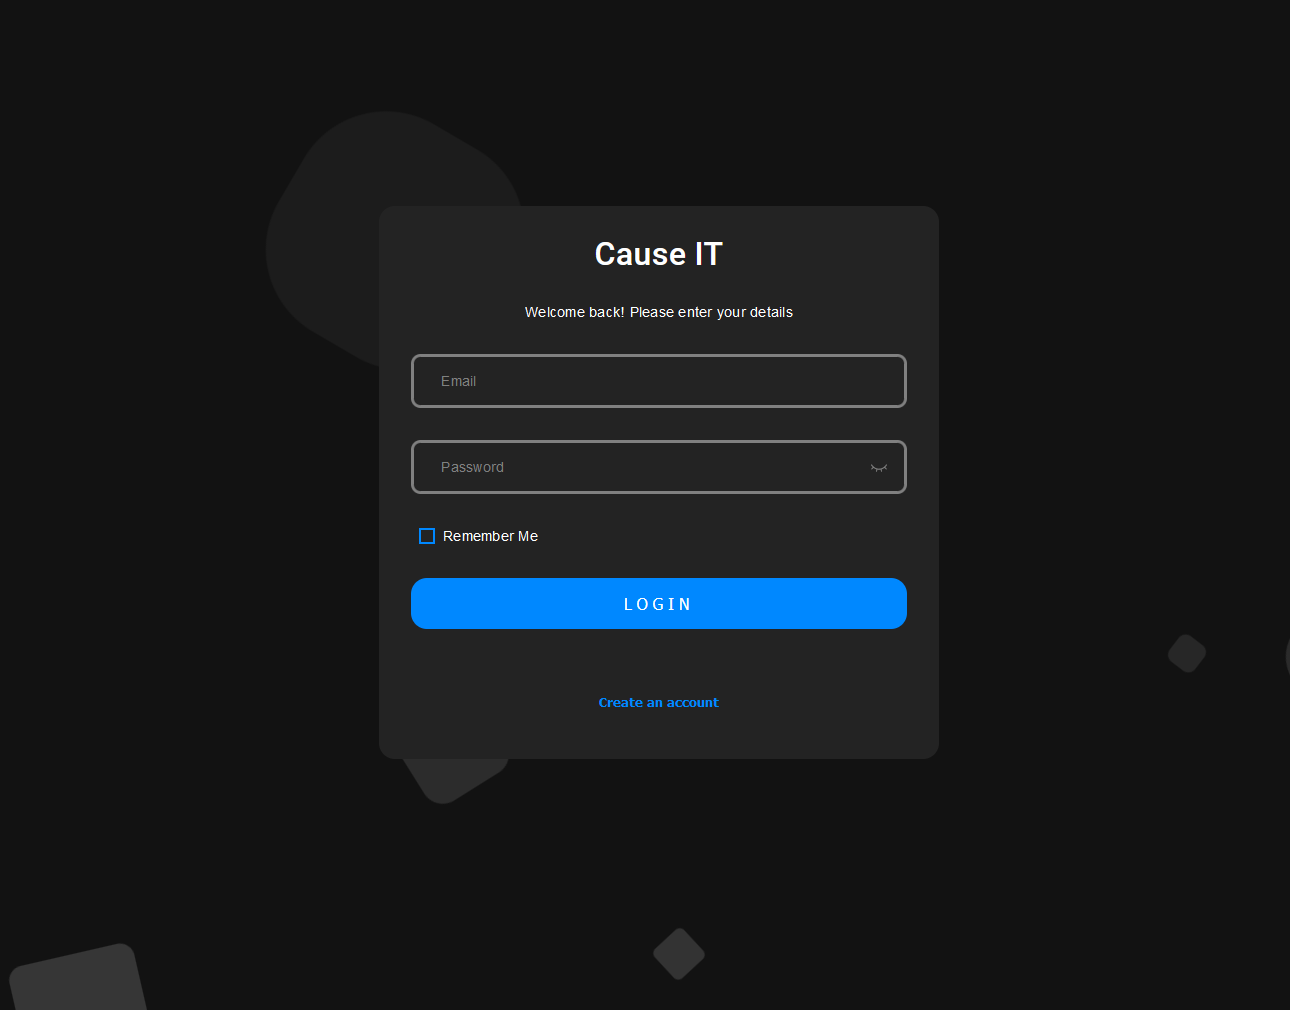 Cause IT
Welcome back! Please enter your details
Email
Password
Remember Me
LOGIN
Create an account